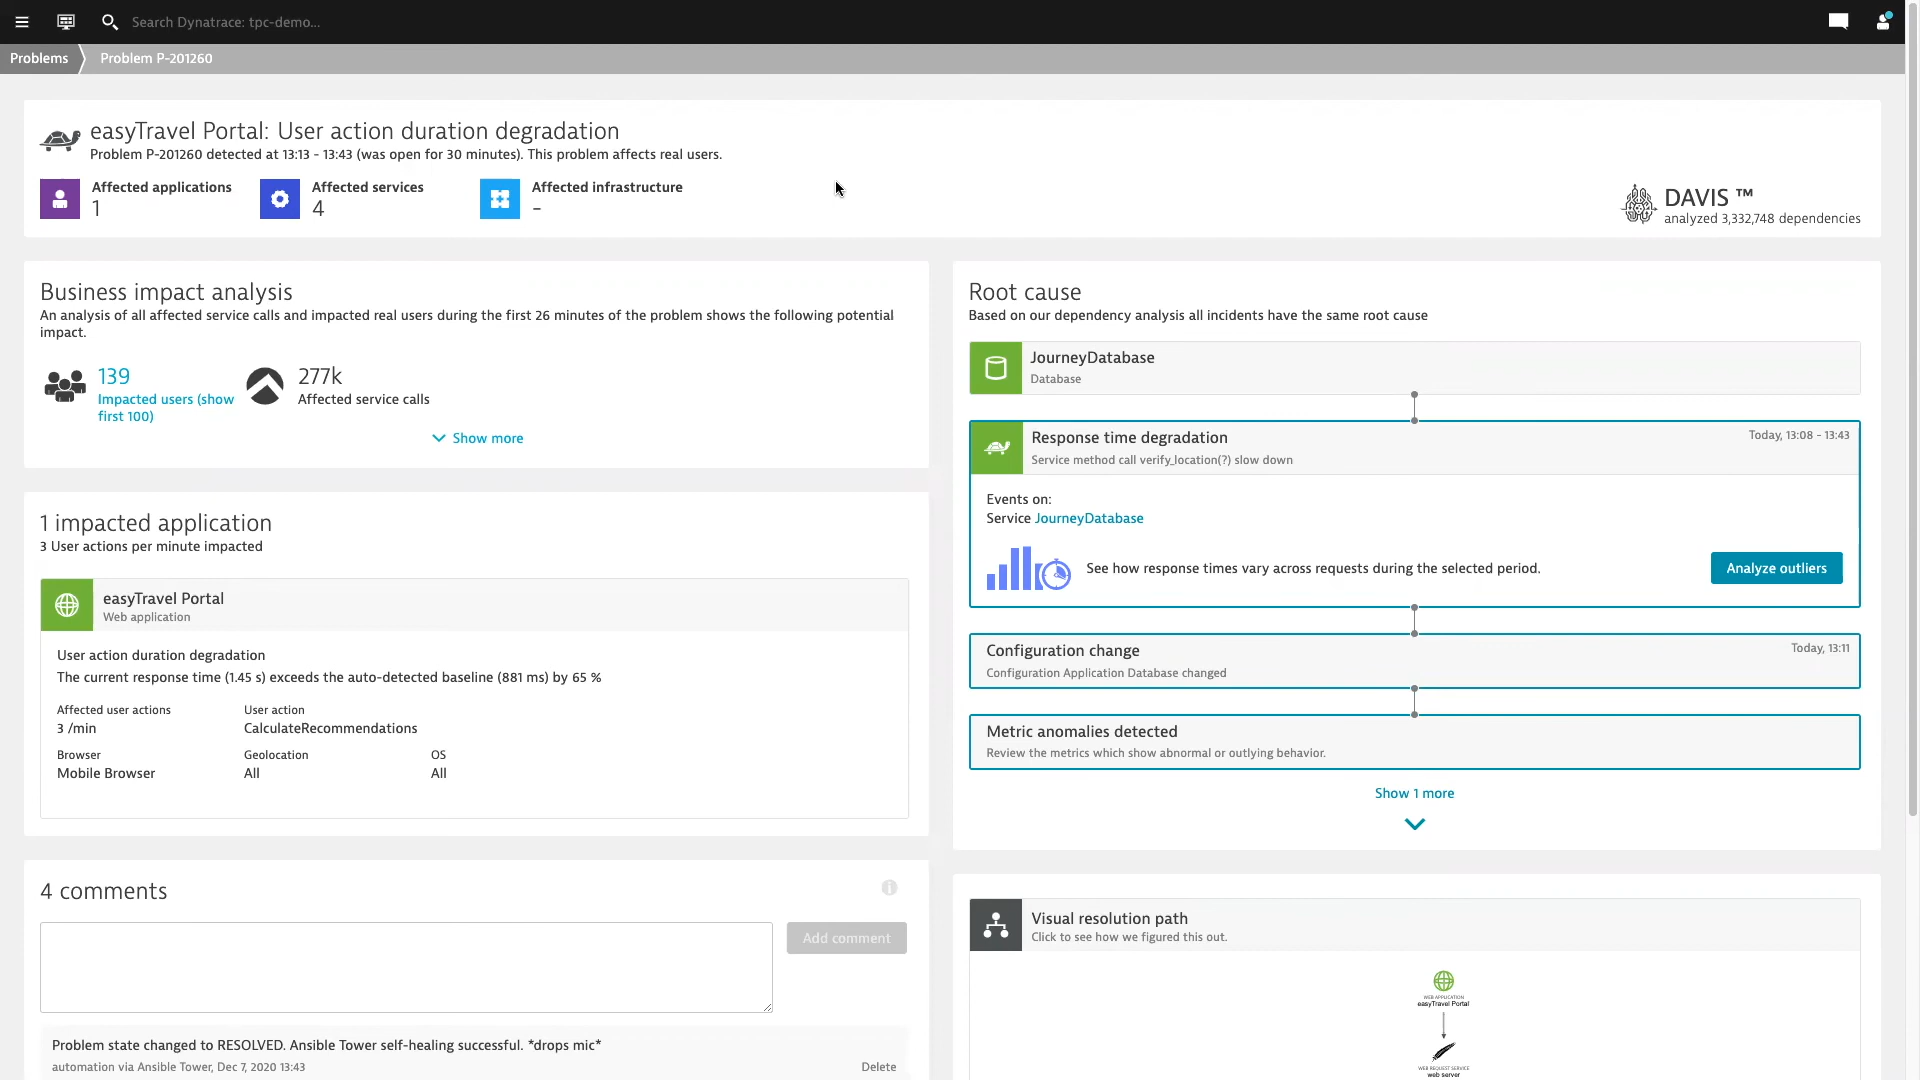 Search Dynatrace: tpc-demo...
Problems
Problem P-201260
easyTravel Portal: User action duration degradation
Problem P-201260 detected at 13:13 - 13:43 (was open for 30 minutes). This problem affects real users.
Affected applications
1
Affected services
4
Affected infrastructure
-
DAVIS ™
analyzed 3,332,748 dependencies
Business impact analysis
An analysis of all affected service calls and impacted real users during the first 26 minutes of the problem shows the following potential
impact.
139
Impacted users (show
first 100)
277k
Affected service calls
Show more
1 impacted application
3 User actions per minute impacted
easyTravel Portal
Web application
User action duration degradation
The current response time (1.45 s) exceeds the auto-detected baseline (881 ms) by 65 %
Affected user actions
3 /min
User action
CalculateRecommendations
Browser
Mobile Browser
Geolocation
All
OS
All
4 comments
Add comment
Problem state changed to RESOLVED. Ansible Tower self-healing successful. *drops mic*
automation via Ansible Tower, Dec 7, 2020 13:43
Delete
Root cause
Based on our dependency analysis all incidents have the same root cause
JourneyDatabase
Database
Response time degradation
Today, 13:08 - 13:43
Service method call verify_location(?) slow down
Events on:
Service JourneyDatabase
See how response times vary across requests during the selected period.
Analyze outliers
Configuration change
Today, 13:11
Configuration Application Database changed
Metric anomalies detected
Review the metrics which show abnormal or outlying behavior.
Show 1 more
Visual resolution path
Click to see how we figured this out.
WEB APPLICATION
easyTravel Portal
WEB REQUEST SERVICE
web server